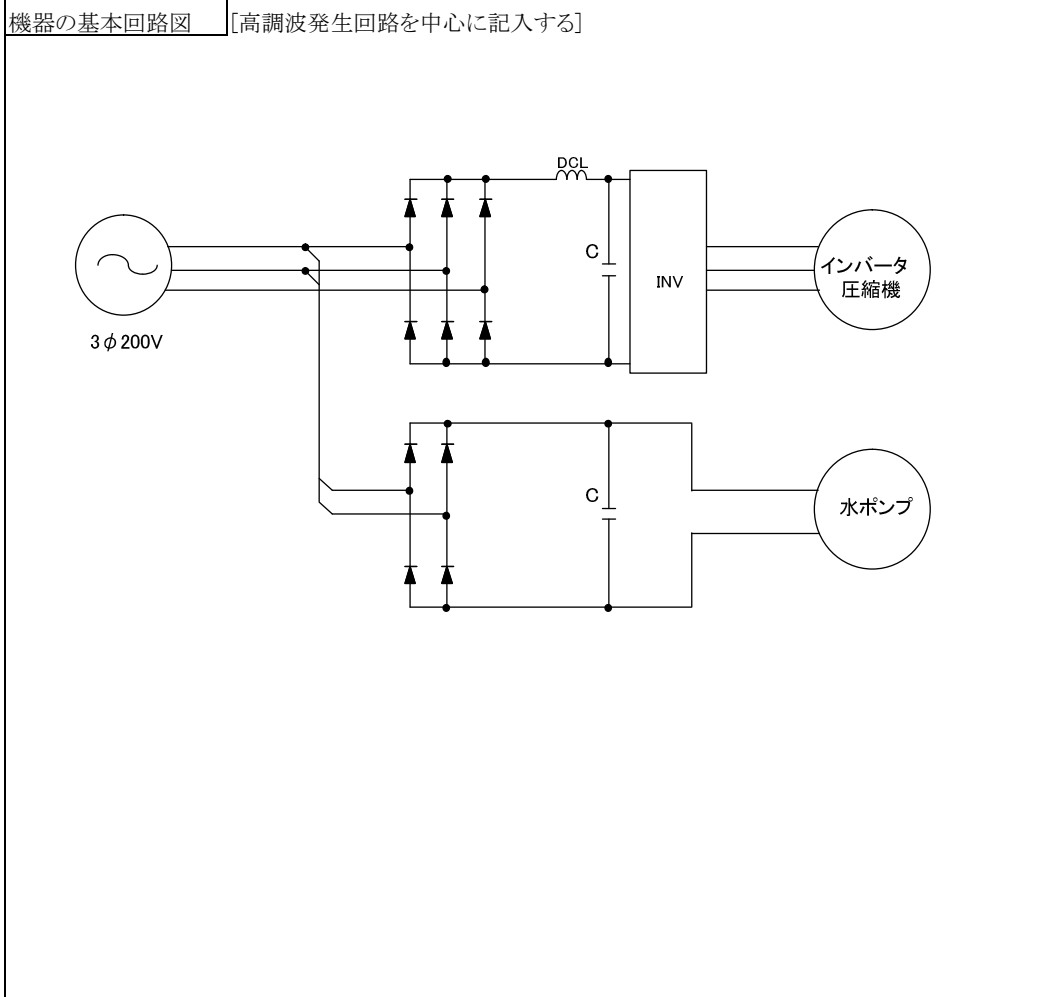 機器の基本回路図
[高調波発生回路を中心に記入する]
DCL
C
INV
インバータ
圧縮機
3φ200V
C
水ポンプ